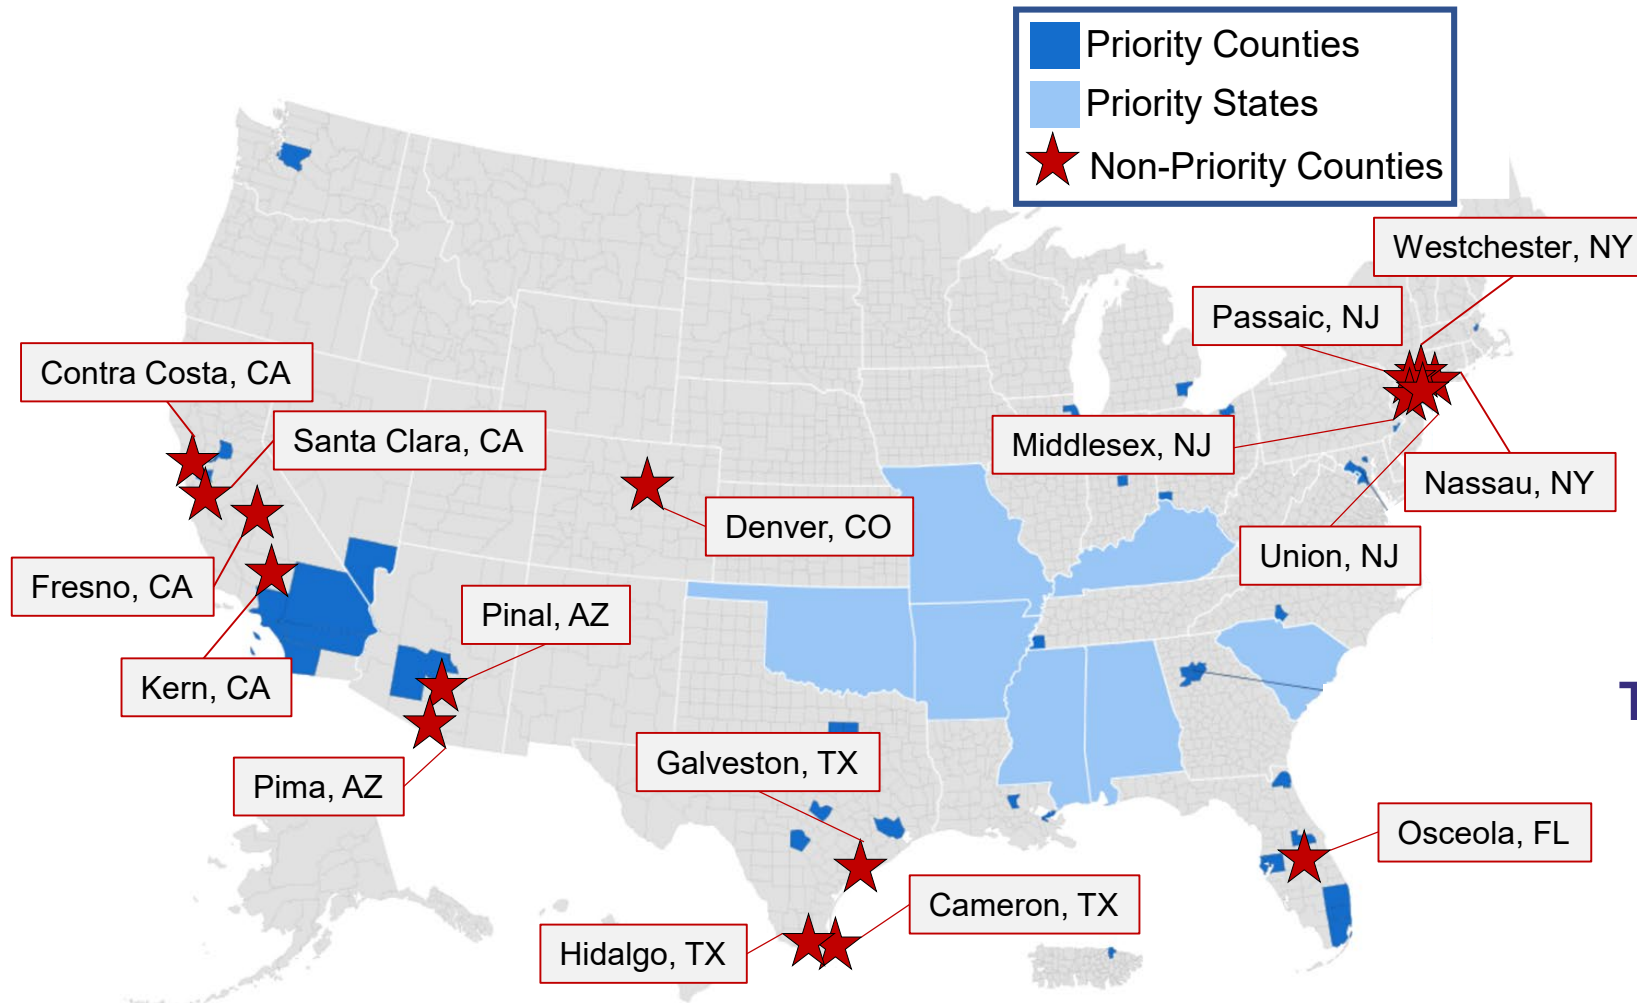 Priority Counties
Priority States
Non-Priority Counties
Westchester, NY
Passaic, NJ
Contra Costa, CA
Santa Clara, CA
Middlesex, NJ
Nassau, NY
Denver, CO
Union, NJ
Fresno, CA
Pinal, AZ
Kern, CA
T
Galveston, TX
Pima, AZ
Osceola, FL
Cameron, TX
Hidalgo, TX